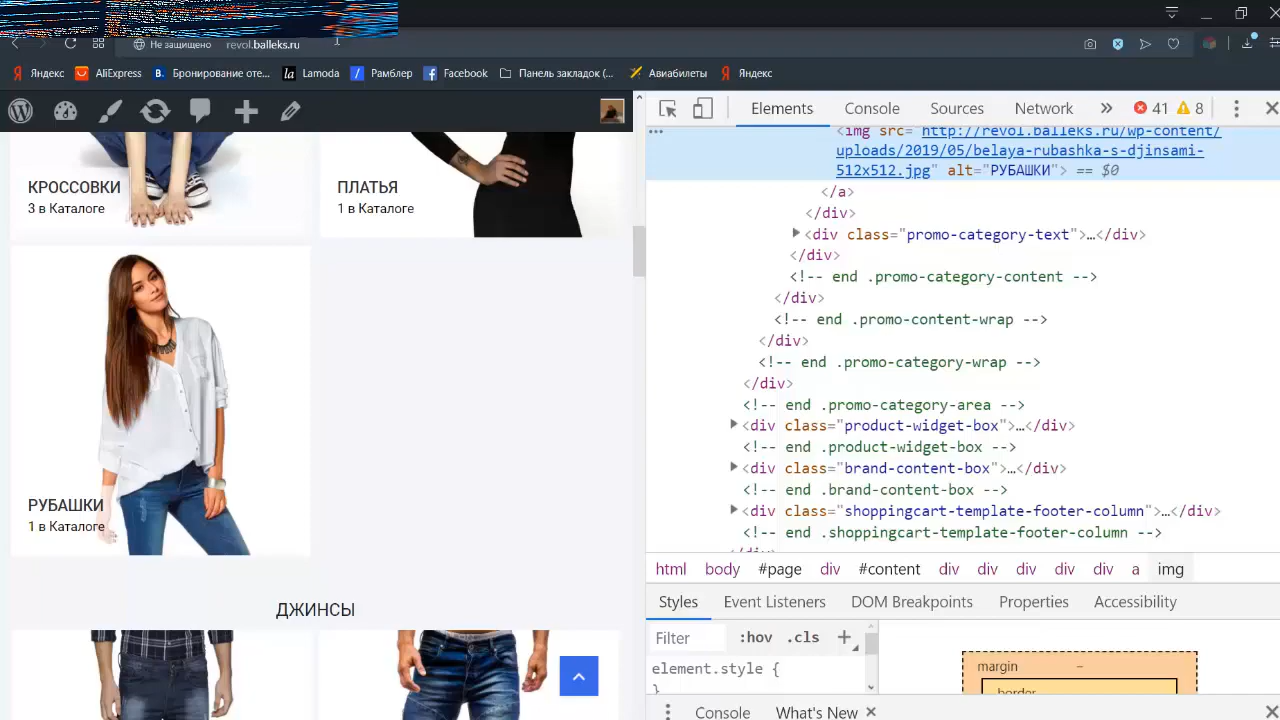 Не защищено revol.balleks.ru
Яндекс AliExpress Бронирование оте... Lamoda Рамблер Facebook Панель закладок (... Авиабилеты Яндекс
Elements Console Sources Network 41 8
КРОССОВКИ
3 в Каталоге
ПЛАТЬЯ
1 в Каталоге
РУБАШКИ
1 в Каталоге
ДЖИНСЫ
<img src="http://revol.balleks.ru/wp-content/
uploads/2019/05/belaya-rubashka-s-djinsami-
512x512.jpg" alt="РУБАШКИ"> == $0
</a>
</div>
<div class="promo-category-text">…</div>
</div>
<!-- end .promo-category-content -->
</div>
<!-- end .promo-content-wrap -->
</div>
<!-- end .promo-category-wrap -->
</div>
<!-- end .promo-category-area -->
<div class="product-widget-box">…</div>
<!-- end .product-widget-box -->
<div class="brand-content-box">…</div>
<!-- end .brand-content-box -->
<div class="shoppingcart-template-footer-column">…</div>
<!-- end .shoppingcart-template-footer-column -->
</div>
html body #page div #content div div div div div a img
Styles Event Listeners DOM Breakpoints Properties Accessibility
Filter :hov .cls +
element.style {
}
margin –
border
Console What's New